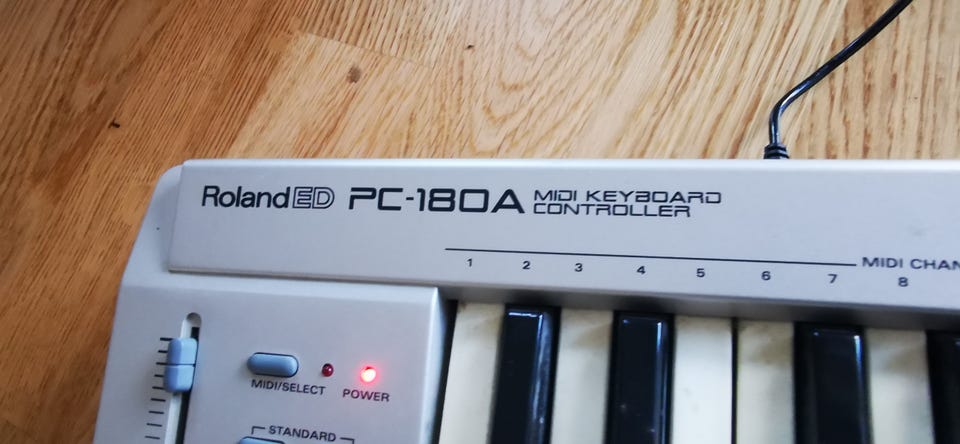 RolandED PC-180A MIDI KEYBOARD
CONTROLLER
1 2 3 4 5 6 7 8
MIDI CHAN
MIDI/SELECT POWER
STANDARD